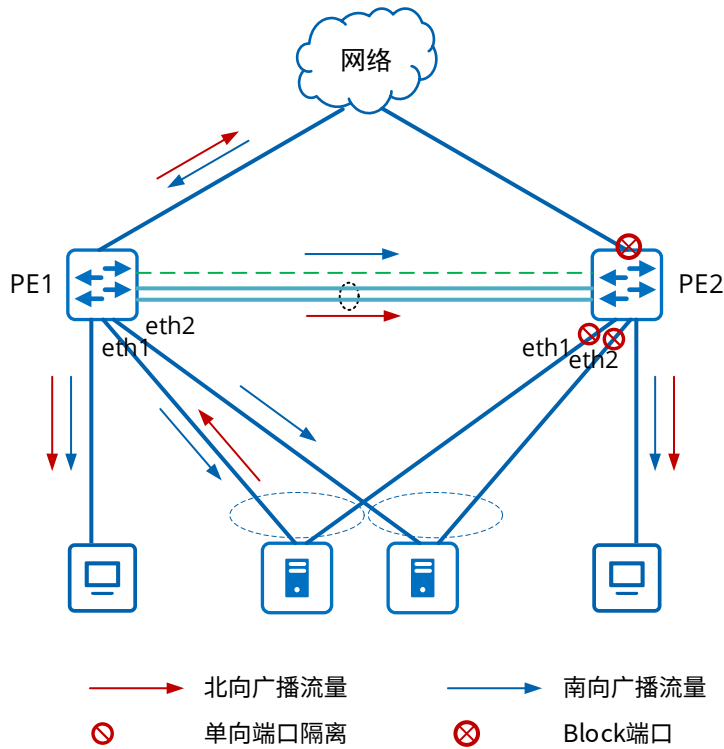 网络
PE1
PE2
eth2
eth1
eth1
eth2
北向广播流量
南向广播流量
单向端口隔离
Block端口